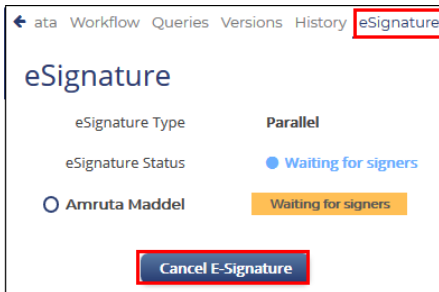 ata Workflow Queries Versions History eSignature
eSignature
eSignature Type Parallel
eSignature Status Waiting for signers
Amruta Maddel Waiting for signers
Cancel E-Signature